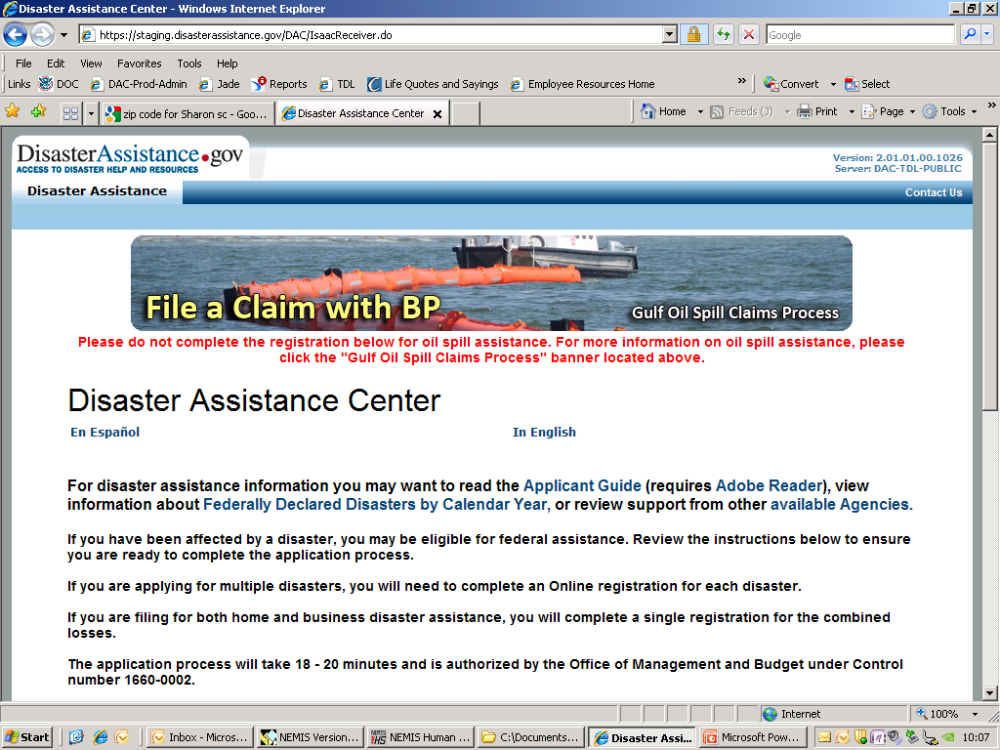 Disaster Assistance Center - Windows Internet Explorer
https://staging.disasterassistance.gov/DAC/IsaacReceiver.do
Google
File Edit View Favorites Tools Help
Links DOC DAC-Prod-Admin Jade Reports TDL Life Quotes and Sayings Employee Resources Home » Convert Select
zip code for Sharon sc - Goo... Disaster Assistance Center Home Feeds (J) Print Page Tools »
DisasterAssistance.gov
ACCESS TO DISASTER HELP AND RESOURCES
Version: 2.01.01.00.1026
Server: DAC-TDL-PUBLIC
Disaster Assistance
Contact Us
File a Claim with BP
Gulf Oil Spill Claims Process
Please do not complete the registration below for oil spill assistance. For more information on oil spill assistance, please
click the "Gulf Oil Spill Claims Process" banner located above.
Disaster Assistance Center
En Español In English
For disaster assistance information you may want to read the Applicant Guide (requires Adobe Reader), view
information about Federally Declared Disasters by Calendar Year, or review support from other available Agencies.
If you have been affected by a disaster, you may be eligible for federal assistance. Review the instructions below to ensure
you are ready to complete the application process.
If you are applying for multiple disasters, you will need to complete an Online registration for each disaster.
If you are filing for both home and business disaster assistance, you will complete a single registration for the combined
losses.
The application process will take 18 - 20 minutes and is authorized by the Office of Management and Budget under Control
number 1660-0002.
Internet 100%
Start Inbox - Micros... NEMIS Version... NEMIS Human ... C:\Documents... Disaster Assi... Microsoft Pow... 10:07